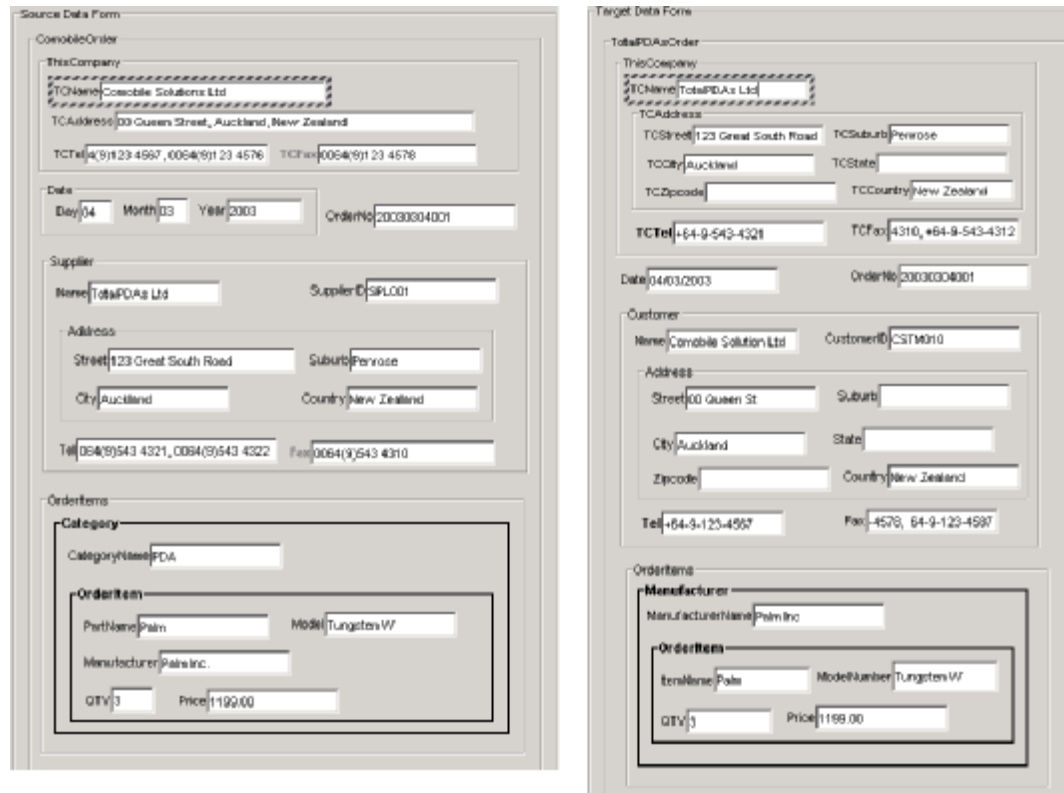 Source Data Form
ComobileOrder
ThisCompany
TCName Comobile Solutions Ltd
TCAddress 00 Queen Street, Auckland, New Zealand
TCTel 4(9)123 4567, 0064(9)123 4576 TCFax 0064(9)123 4578
Date
Day 04 Month 03 Year 2003 OrderNo 20030304001
Supplier
Name TotalPDAs Ltd SupplierID SPL001
Address
Street 123 Great South Road Suburb Penrose
City Auckland Country New Zealand
Tel 064(9)543 4321, 0064(9)543 4322 Fax 0064(9)543 4310
OrderItems
Category
CategoryName PDA
OrderItem
PartName Palm Model Tungsten W
Manufacturer Palm Inc.
QTY 3 Price 1199.00
Target Data Form
TotalPDAsOrder
ThisCompany
TCName TotalPDAs Ltd
TCAddress
TCStreet 123 Great South Road TCSuburb Penrose
TCCity Auckland TCState
TCZipcode TCCountry New Zealand
TCTel +64-9-543-4321 TCFax 4310, +64-9-543-4312
Date 04/03/2003 OrderNo 20030304001
Customer
Name Comobile Solution Ltd CustomerID CSTM010
Address
Street 00 Queen St Suburb
City Auckland State
Zipcode Country New Zealand
Tel +64-9-123-4567 Fax -4578, 64-9-123-4587
OrderItems
Manufacturer
ManufacturerName Palm Inc
OrderItem
ItemName Palm ModelNumber Tungsten W
QTY 3 Price 1199.00